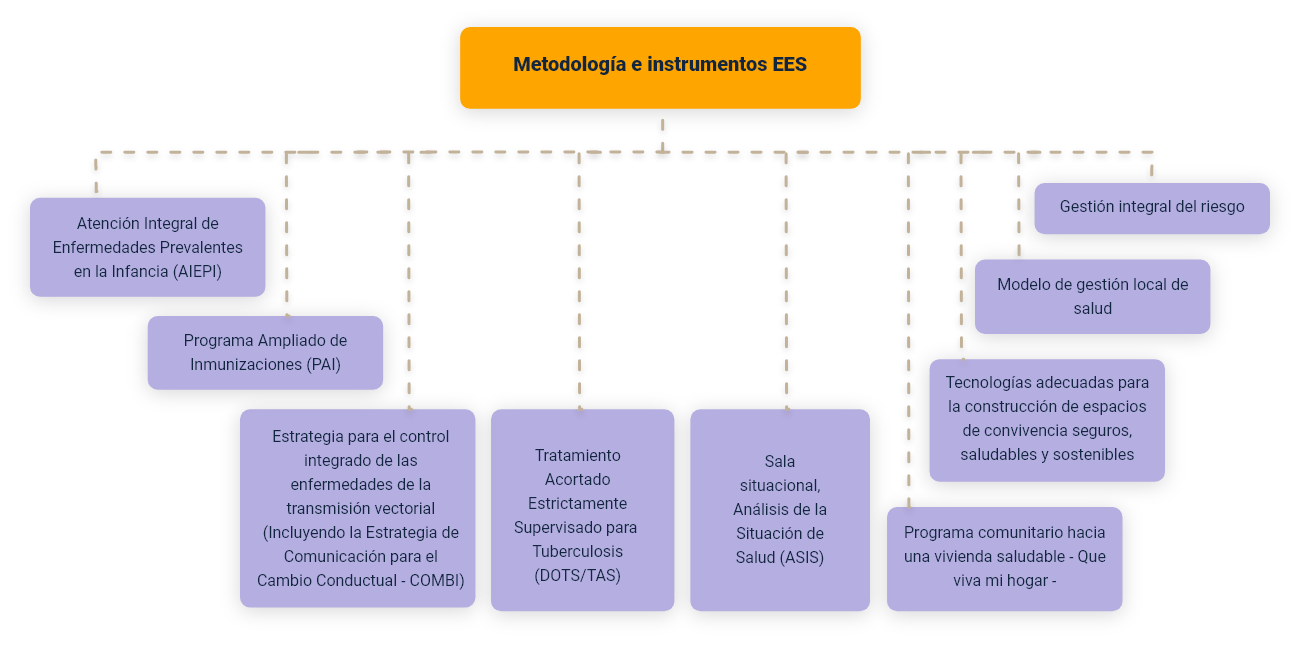 Metodología e instrumentos EES
Atención Integral de
Enfermedades Prevalentes
en la Infancia (AIEPI)
Programa Ampliado de
Inmunizaciones (PAI)
Estrategia para el control
integrado de las
enfermedades de la
transmisión vectorial
(Incluyendo la Estrategia de
Comunicación para el
Cambio Conductual - COMBI)
Tratamiento
Acortado
Estrictamente
Supervisado para
Tuberculosis
(DOTS/TAS)
Sala
situacional,
Análisis de la
Situación de
Salud (ASIS)
Programa comunitario hacia
una vivienda saludable - Que
viva mi hogar -
Tecnologías adecuadas para
la construcción de espacios
de convivencia seguros,
saludables y sostenibles
Modelo de gestión local de
salud
Gestión integral del riesgo